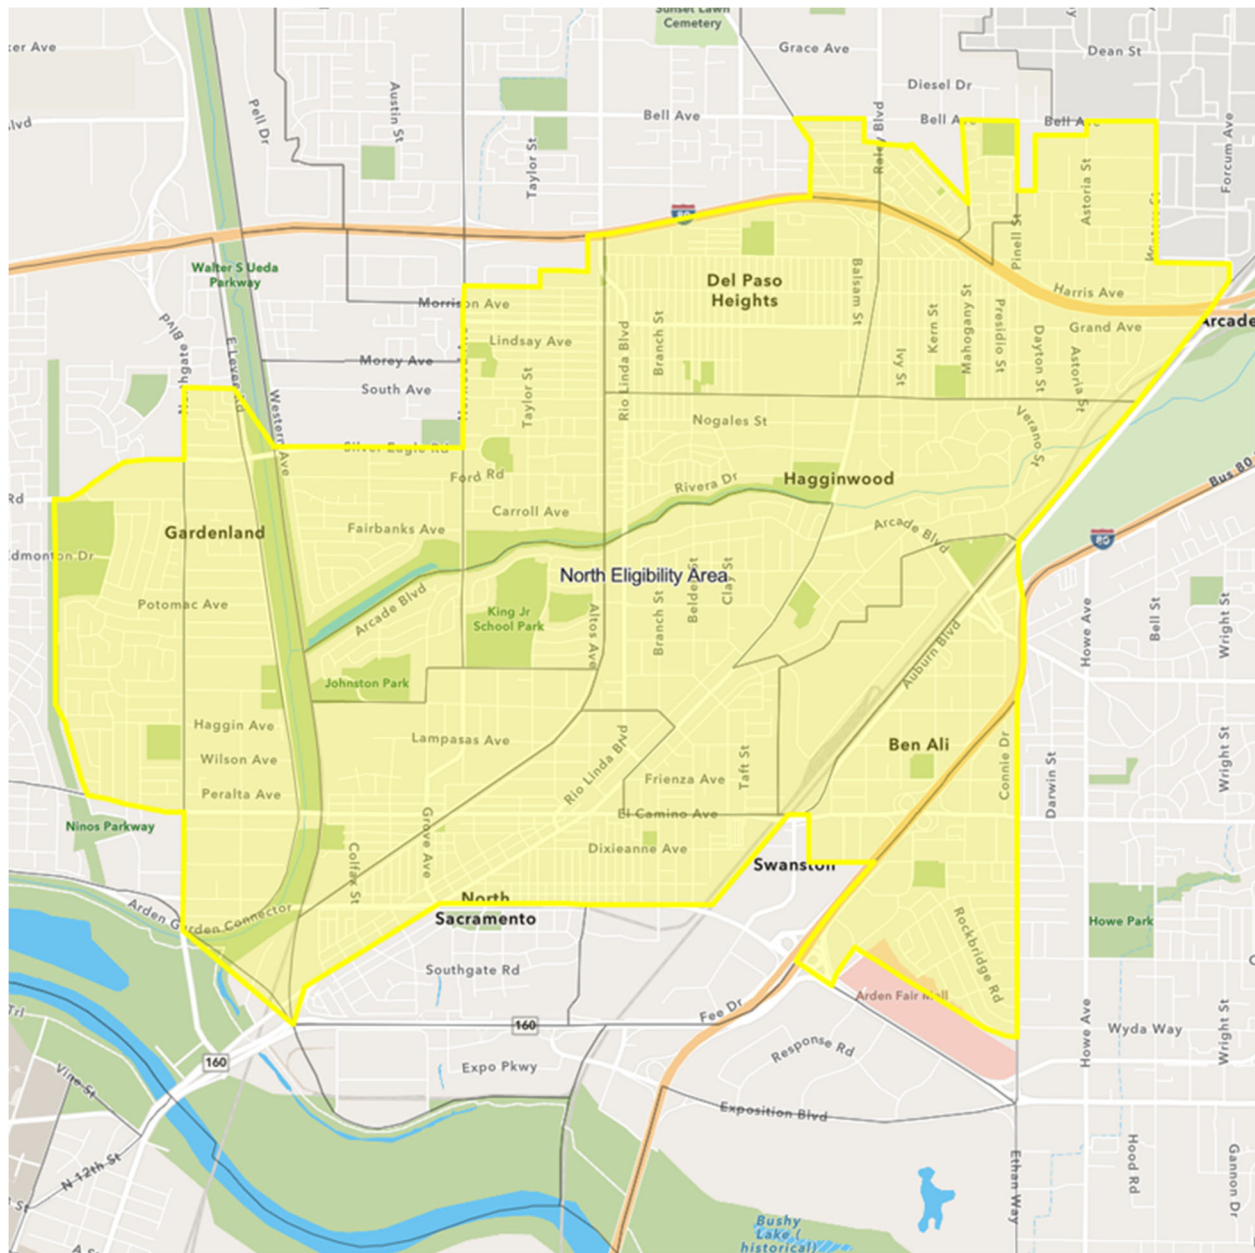 Sunset Lawn
Cemetery
Grace Ave
Dean St
Diesel Dr
Bell Ave
Bell Ave
Bell Ave
Raley Blvd
Austin St
Pell Dr
Taylor St
Forcum Ave
Astoria St
Pinell St
80
Walter S Ueda
Parkway
Del Paso
Heights
Balsam St
Harris Ave
Grand Ave
Arcade
Morrison Ave
Lindsay Ave
Morey Ave
South Ave
E Levee Rd
Western Ave
Taylor St
Rio Linda Blvd
Branch St
Ivy St
Kern St
Mahogany St
Presidio St
Dayton St
Astoria St
Verano St
Nogales St
Silver Eagle Rd
Ford Rd
Rivera Dr
Hagginwood
Bus 80
Rd
Carroll Ave
Gardenland
Fairbanks Ave
Arcade Blvd
80
Edmonton Dr
North Eligibility Area
Potomac Ave
Arcade Blvd
King Jr
School Park
Altos Ave
Branch St
Belden St
Clay St
Auburn Blvd
Howe Ave
Bell St
Wright St
Johnston Park
Haggin Ave
Lampasas Ave
Wilson Ave
Rio Linda Blvd
Frienza Ave
Taft St
Ben Ali
Connie Dr
Darwin St
Wright St
Peralta Ave
El Camino Ave
Ninos Parkway
Colfax St
Grove Ave
Dixieanne Ave
Swanston
Arden Garden Connector
North
Sacramento
Rockbridge Rd
Howe Park
Southgate Rd
Arden Fair Mall
Fee Dr
160
160
Response Rd
Howe Ave
Wyda Way
Wright St
Trl
Vine St
Expo Pkwy
Exposition Blvd
N 12th St
Ethan Way
Hood Rd
Gannon Dr
Bushy
Lake (
historical)